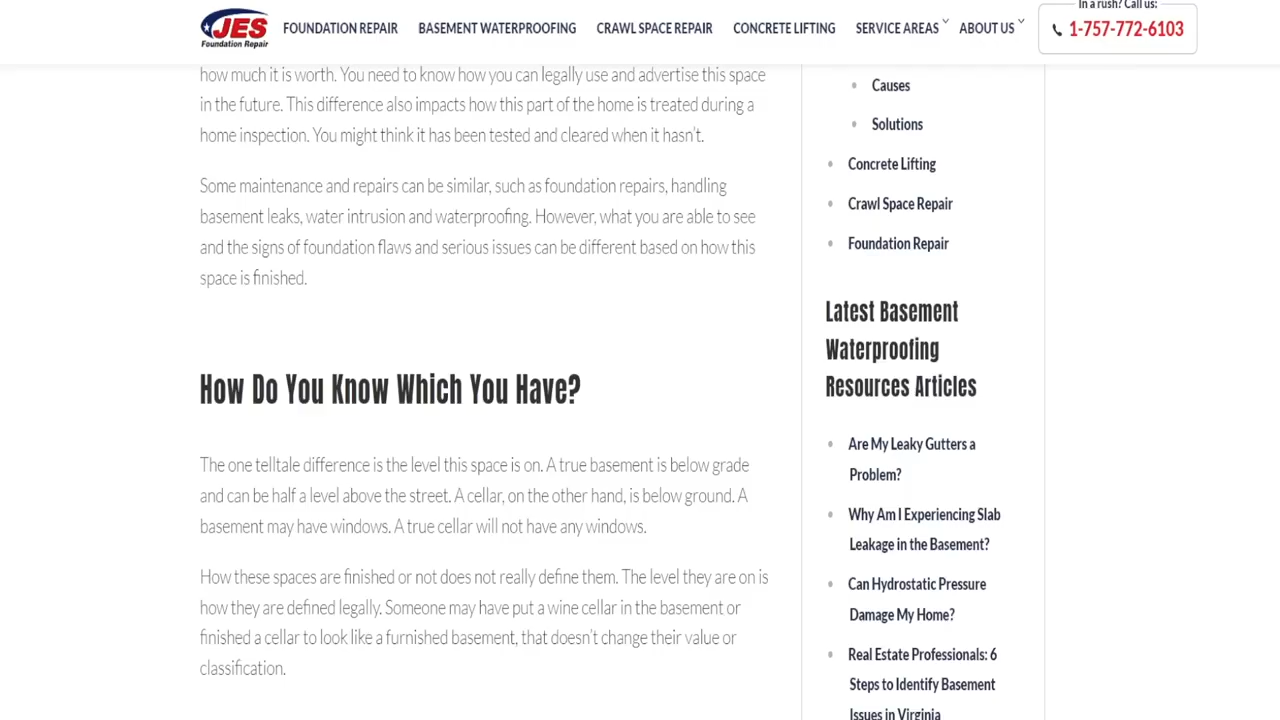 JES
Foundation Repair
FOUNDATION REPAIR
BASEMENT WATERPROOFING
CRAWL SPACE REPAIR
CONCRETE LIFTING
SERVICE AREAS
ABOUT US
In a rush? Call us:
1-757-772-6103
how much it is worth. You need to know how you can legally use and advertise this space
in the future. This difference also impacts how this part of the home is treated during a
home inspection. You might think it has been tested and cleared when it hasn't.
Some maintenance and repairs can be similar, such as foundation repairs, handling
basement leaks, water intrusion and waterproofing. However, what you are able to see
and the signs of foundation flaws and serious issues can be different based on how this
space is finished.
How Do You Know Which You Have?
The one telltale difference is the level this space is on. A true basement is below grade
and can be half a level above the street. A cellar, on the other hand, is below ground. A
basement may have windows. A true cellar will not have any windows.
How these spaces are finished or not does not really define them. The level they are on is
how they are defined legally. Someone may have put a wine cellar in the basement or
finished a cellar to look like a furnished basement, that doesn't change their value or
classification.
Causes
Solutions
Concrete Lifting
Crawl Space Repair
Foundation Repair
Latest Basement
Waterproofing
Resources Articles
Are My Leaky Gutters a
Problem?
Why Am I Experiencing Slab
Leakage in the Basement?
Can Hydrostatic Pressure
Damage My Home?
Real Estate Professionals: 6
Steps to Identify Basement
Issues in Virginia